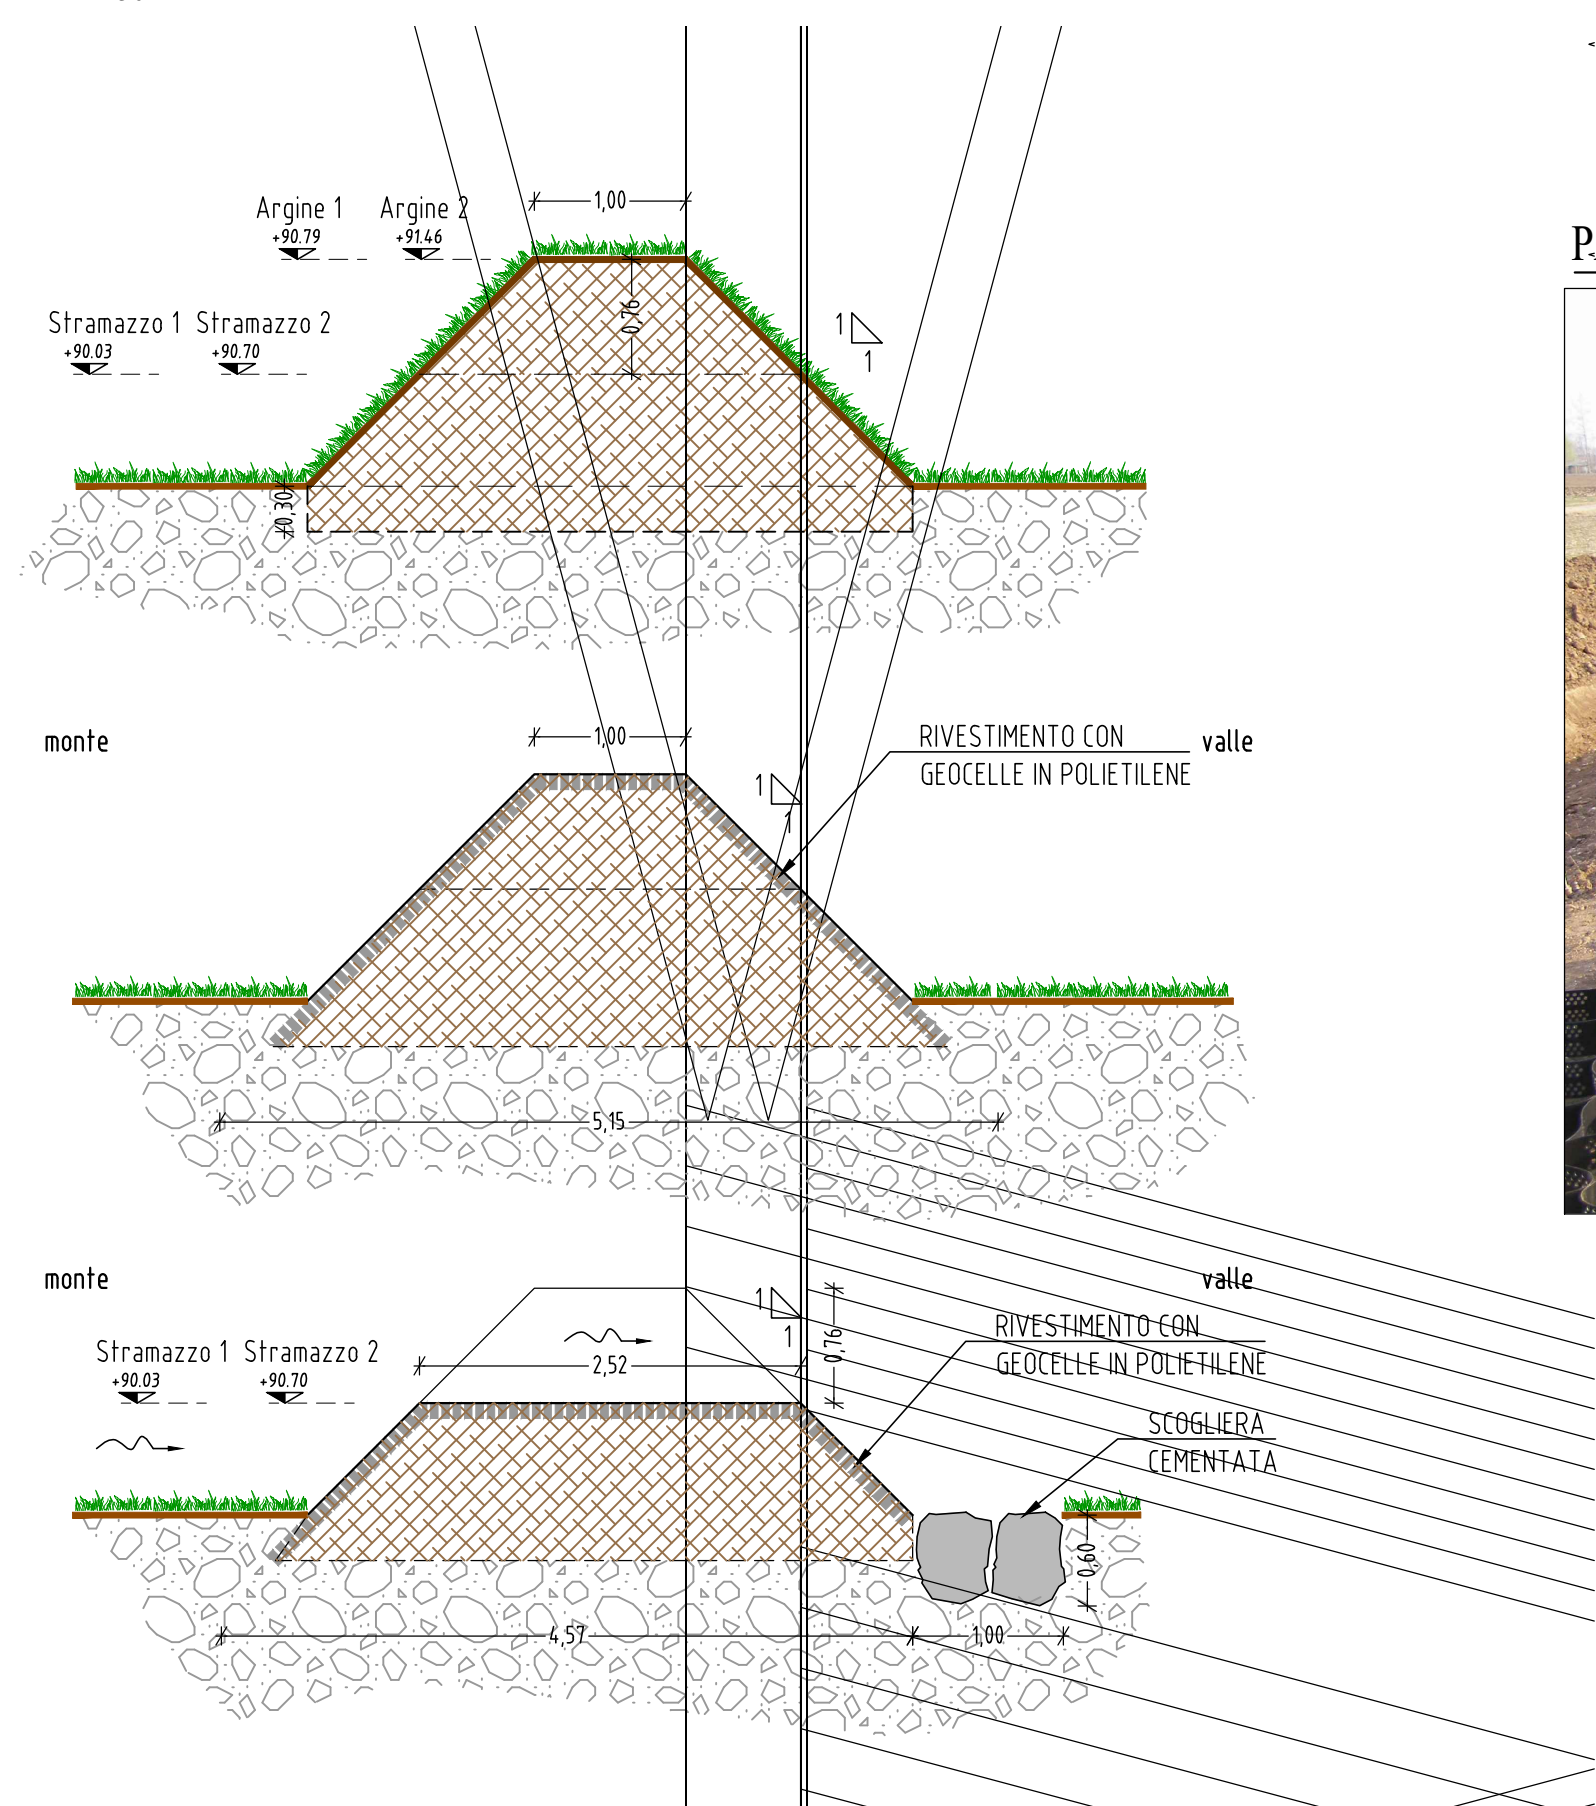 Argine 1 Argine 2
+90.79 +91.46
1,00
Stramazzo 1 Stramazzo 2
+90.03 +90.70
0,76
1
1
0,30
P
monte
1,00
RIVESTIMENTO CON
GEOCELLE IN POLIETILENE
valle
1
1
5,15
monte
valle
1
1
0,76
RIVESTIMENTO CON
GEOCELLE IN POLIETILENE
Stramazzo 1 Stramazzo 2
+90.03 +90.70
2,52
SCOGLIERA
CEMENTATA
0,60
4,57
1,00